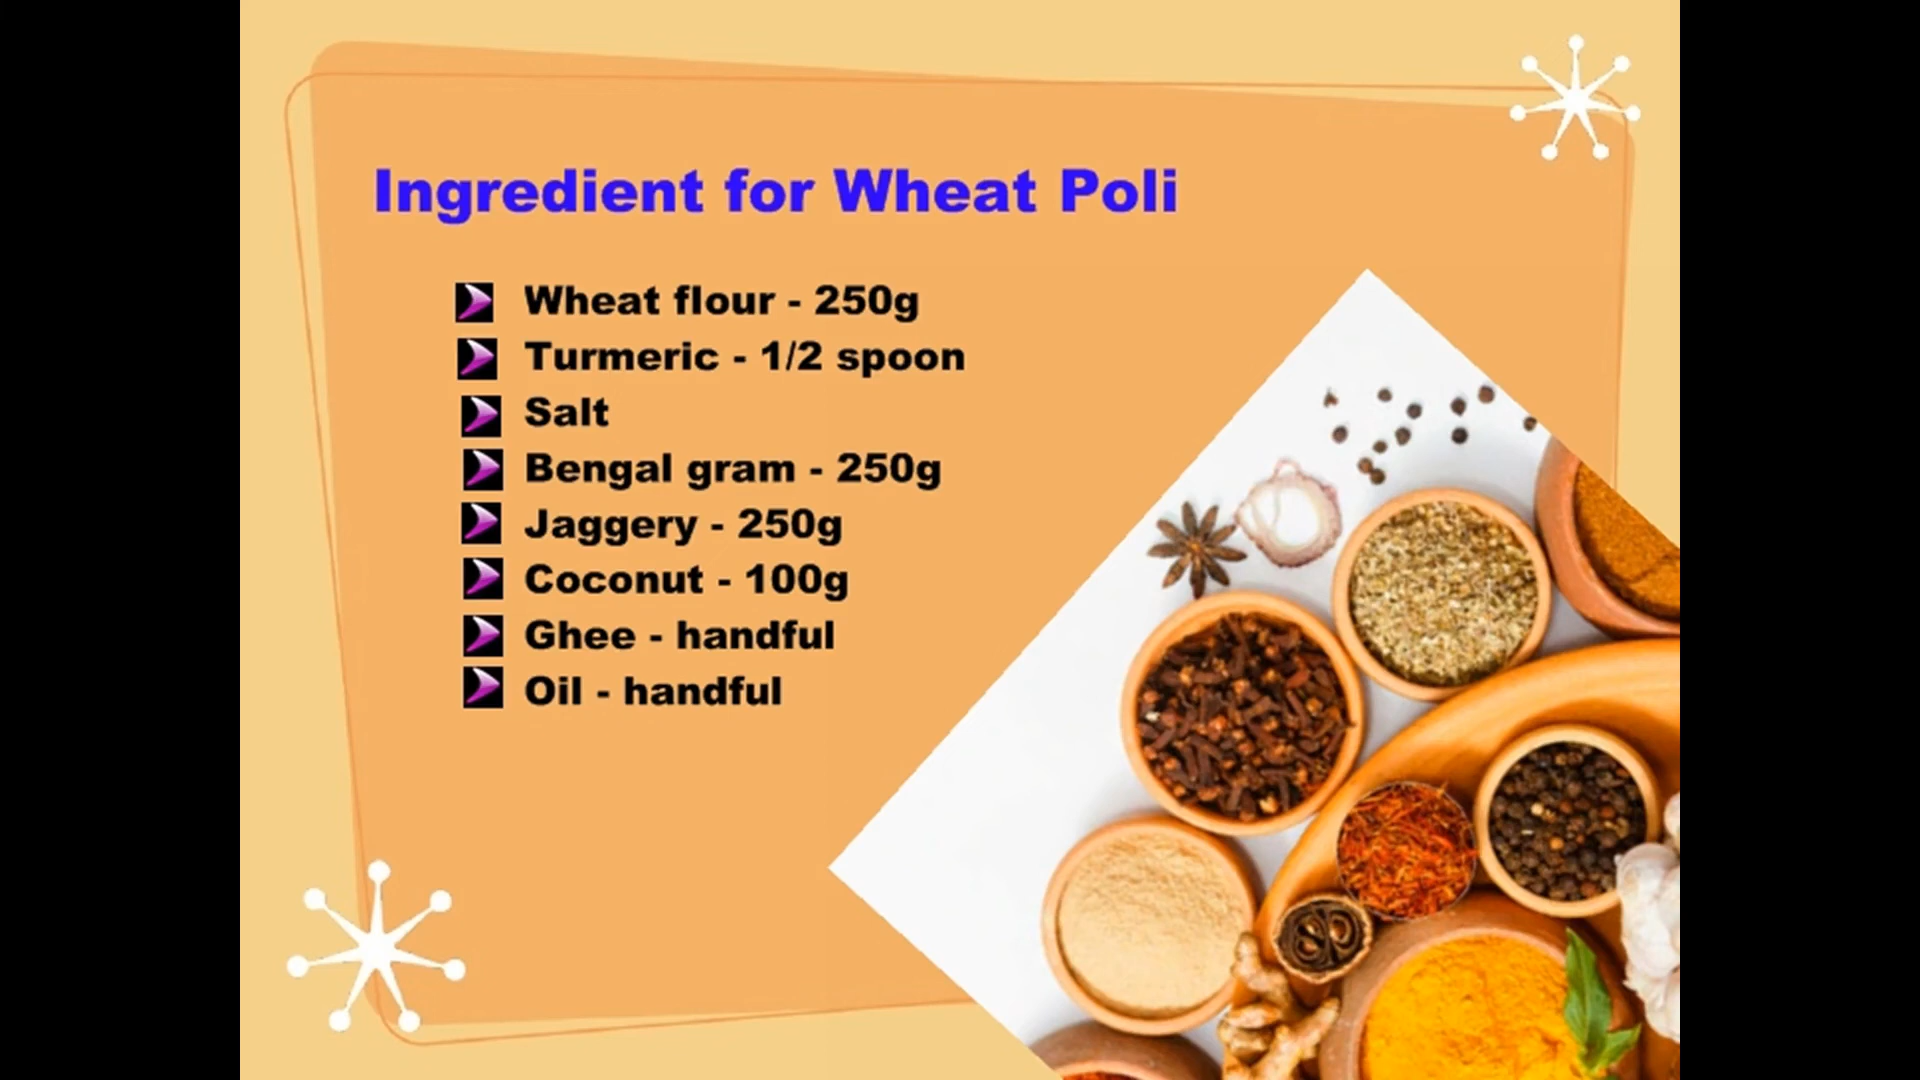 Ingredient for Wheat Poli
Wheat flour - 250g
Turmeric - 1/2 spoon
Salt
Bengal gram - 250g
Jaggery - 250g
Coconut - 100g
Ghee - handful
Oil - handful